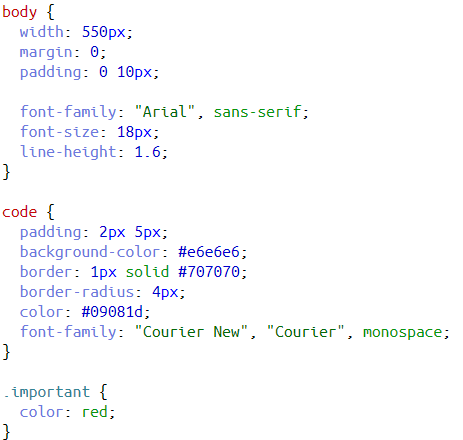 body {
  width: 550px;
  margin: 0;
  padding: 0 10px;

  font-family: "Arial", sans-serif;
  font-size: 18px;
  line-height: 1.6;
}

code {
  padding: 2px 5px;
  background-color: #e6e6e6;
  border: 1px solid #707070;
  border-radius: 4px;
  color: #09081d;
  font-family: "Courier New", "Courier", monospace;
}

.important {
  color: red;
}